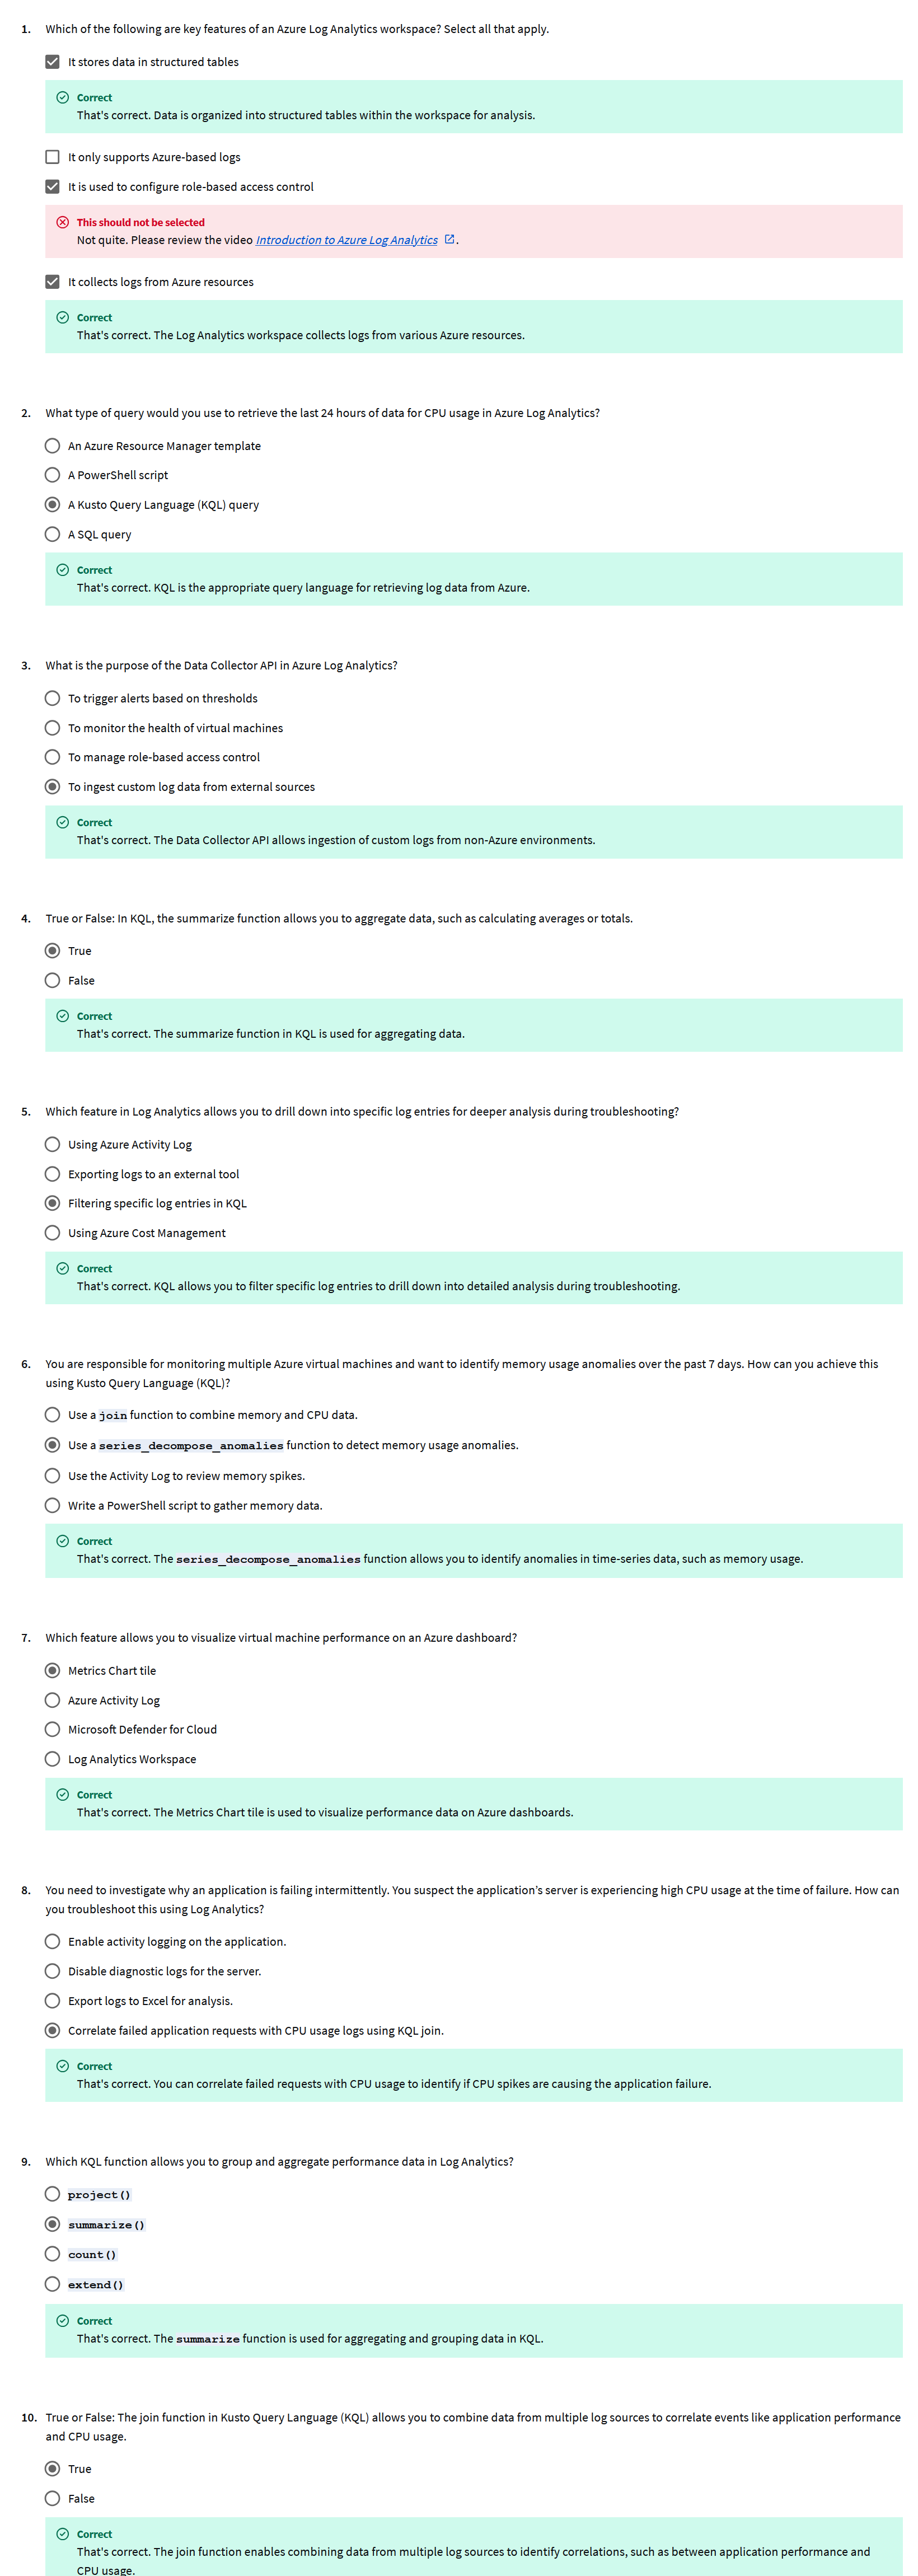 1. Which of the following are key features of an Azure Log Analytics workspace? Select all that apply.
It stores data in structured tables
Correct
That's correct. Data is organized into structured tables within the workspace for analysis.
It only supports Azure-based logs
It is used to configure role-based access control
This should not be selected
Not quite. Please review the video Introduction to Azure Log Analytics .
It collects logs from Azure resources
Correct
That's correct. The Log Analytics workspace collects logs from various Azure resources.
2. What type of query would you use to retrieve the last 24 hours of data for CPU usage in Azure Log Analytics?
An Azure Resource Manager template
A PowerShell script
A Kusto Query Language (KQL) query
A SQL query
Correct
That's correct. KQL is the appropriate query language for retrieving log data from Azure.
3. What is the purpose of the Data Collector API in Azure Log Analytics?
To trigger alerts based on thresholds
To monitor the health of virtual machines
To manage role-based access control
To ingest custom log data from external sources
Correct
That's correct. The Data Collector API allows ingestion of custom logs from non-Azure environments.
4. True or False: In KQL, the summarize function allows you to aggregate data, such as calculating averages or totals.
True
False
Correct
That's correct. The summarize function in KQL is used for aggregating data.
5. Which feature in Log Analytics allows you to drill down into specific log entries for deeper analysis during troubleshooting?
Using Azure Activity Log
Exporting logs to an external tool
Filtering specific log entries in KQL
Using Azure Cost Management
Correct
That's correct. KQL allows you to filter specific log entries to drill down into detailed analysis during troubleshooting.
6. You are responsible for monitoring multiple Azure virtual machines and want to identify memory usage anomalies over the past 7 days. How can you achieve this
using Kusto Query Language (KQL)?
Use a join function to combine memory and CPU data.
Use a series_decompose_anomalies function to detect memory usage anomalies.
Use the Activity Log to review memory spikes.
Write a PowerShell script to gather memory data.
Correct
That's correct. The series_decompose_anomalies function allows you to identify anomalies in time-series data, such as memory usage.
7. Which feature allows you to visualize virtual machine performance on an Azure dashboard?
Metrics Chart tile
Azure Activity Log
Microsoft Defender for Cloud
Log Analytics Workspace
Correct
That's correct. The Metrics Chart tile is used to visualize performance data on Azure dashboards.
8. You need to investigate why an application is failing intermittently. You suspect the application’s server is experiencing high CPU usage at the time of failure. How can
you troubleshoot this using Log Analytics?
Enable activity logging on the application.
Disable diagnostic logs for the server.
Export logs to Excel for analysis.
Correlate failed application requests with CPU usage logs using KQL join.
Correct
That's correct. You can correlate failed requests with CPU usage to identify if CPU spikes are causing the application failure.
9. Which KQL function allows you to group and aggregate performance data in Log Analytics?
project()
summarize()
count()
extend()
Correct
That's correct. The summarize function is used for aggregating and grouping data in KQL.
10. True or False: The join function in Kusto Query Language (KQL) allows you to combine data from multiple log sources to correlate events like application performance
and CPU usage.
True
False
Correct
That's correct. The join function enables combining data from multiple log sources to identify correlations, such as between application performance and
CPU usage.